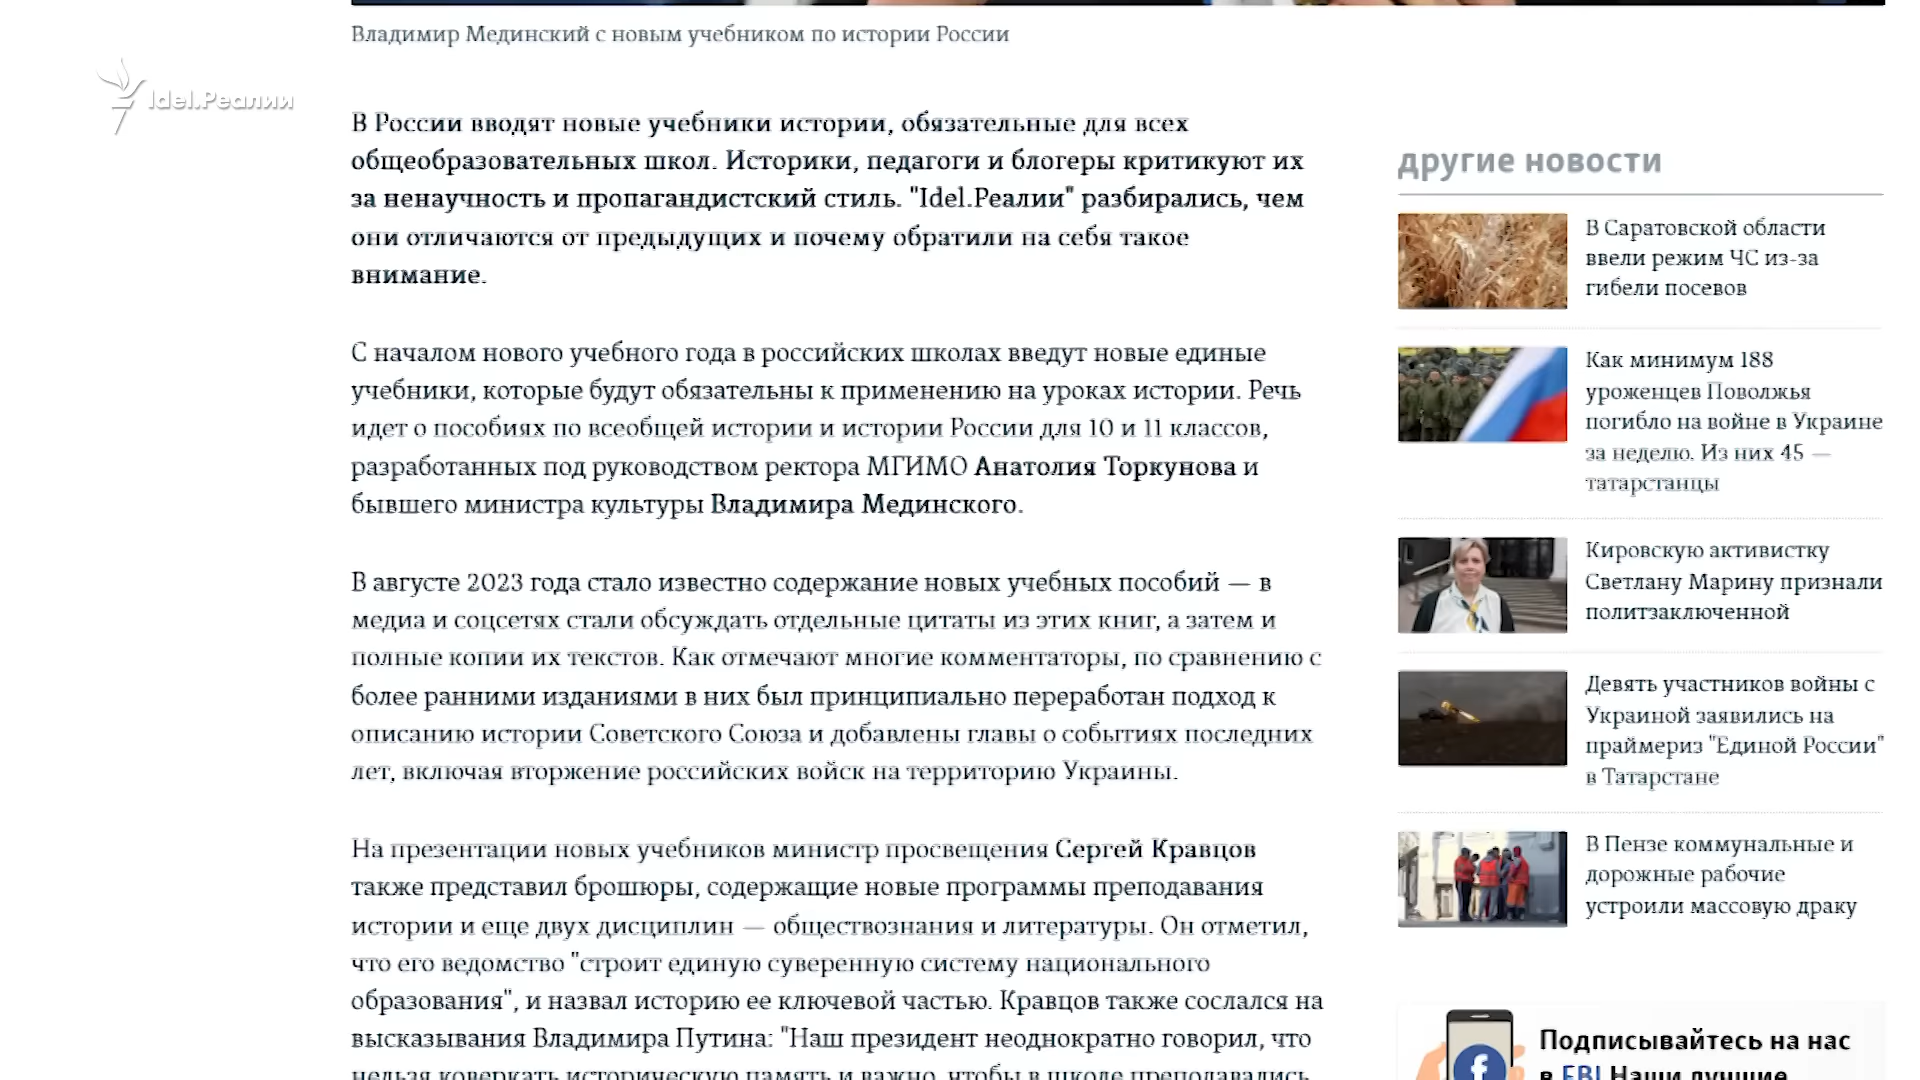 Владимир Мединский с новым учебником по истории России
Idel.Реалии
В России вводят новые учебники истории, обязательные для всех
общеобразовательных школ. Историки, педагоги и блогеры критикуют их
за ненаучность и пропагандистский стиль. "Idel.Реалии" разбирались, чем
они отличаются от предыдущих и почему обратили на себя такое
внимание.
С началом нового учебного года в российских школах введут новые единые
учебники, которые будут обязательны к применению на уроках истории. Речь
идет о пособиях по всеобщей истории и истории России для 10 и 11 классов,
разработанных под руководством ректора МГИМО Анатолия Торкунова и
бывшего министра культуры Владимира Мединского.
В августе 2023 года стало известно содержание новых учебных пособий — в
медиа и соцсетях стали обсуждать отдельные цитаты из этих книг, а затем и
полные копии их текстов. Как отмечают многие комментаторы, по сравнению с
более ранними изданиями в них был принципиально переработан подход к
описанию истории Советского Союза и добавлены главы о событиях последних
лет, включая вторжение российских войск на территорию Украины.
На презентации новых учебников министр просвещения Сергей Кравцов
также представил брошюры, содержащие новые программы преподавания
истории и еще двух дисциплин — обществознания и литературы. Он отметил,
что его ведомство "строит единую суверенную систему национального
образования", и назвал историю ее ключевой частью. Кравцов также сослался на
высказывания Владимира Путина: "Наш президент неоднократно говорил, что
нельзя коверкать историческую память и важно, чтобы в школе преподавались
другие новости
В Саратовской области
ввели режим ЧС из-за
гибели посевов
Как минимум 188
уроженцев Поволжья
погибло на войне в Украине
за неделю. Из них 45 —
татарстанцы
Кировскую активистку
Светлану Марину признали
политзаключенной
Девять участников войны с
Украиной заявились на
праймериз "Единой России"
в Татарстане
В Пензе коммунальные и
дорожные рабочие
устроили массовую драку
Подписывайтесь на нас
в FB! Наши лучшие